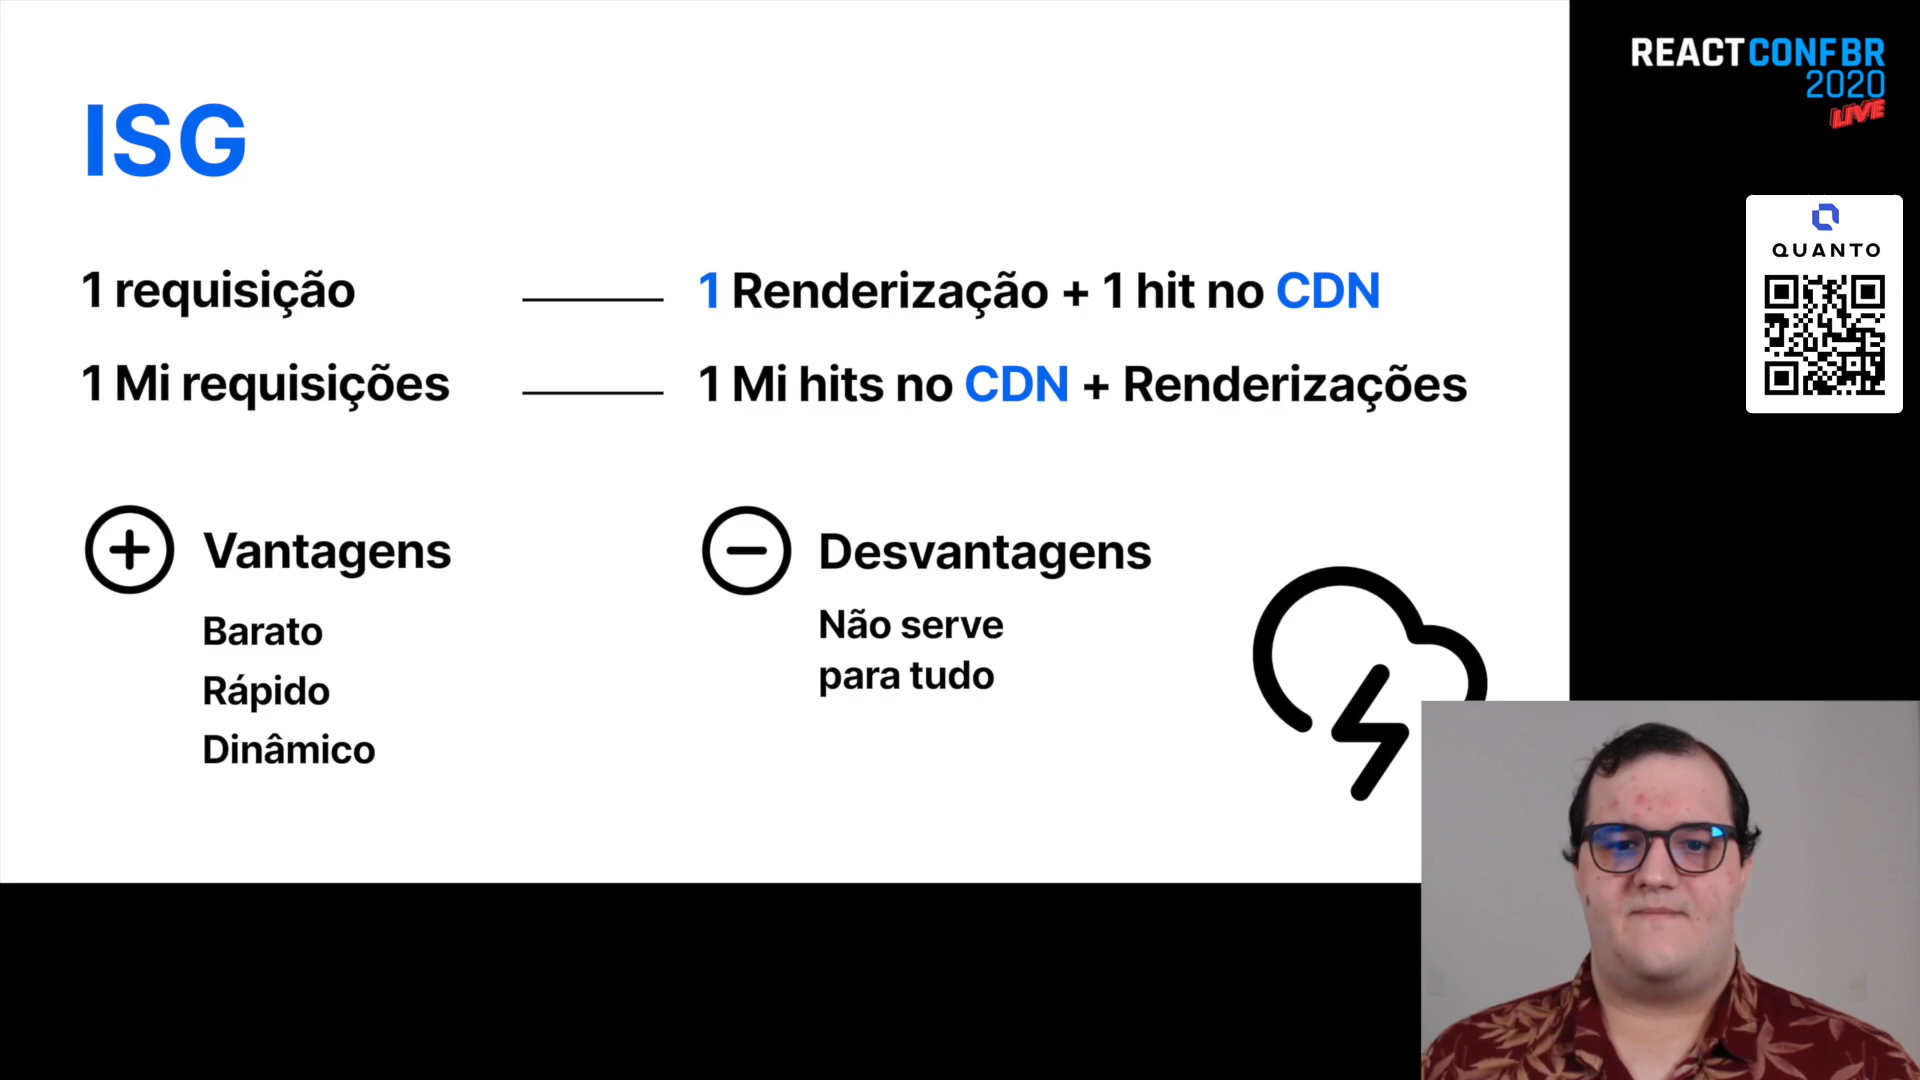 ISG
1 requisição 1 Renderização + 1 hit no CDN
1 Mi requisições 1 Mi hits no CDN + Renderizações
Vantagens
Barato
Rápido
Dinâmico
Desvantagens
Não serve
para tudo
REACTCONFBR
2020
LIVE
QUANTO